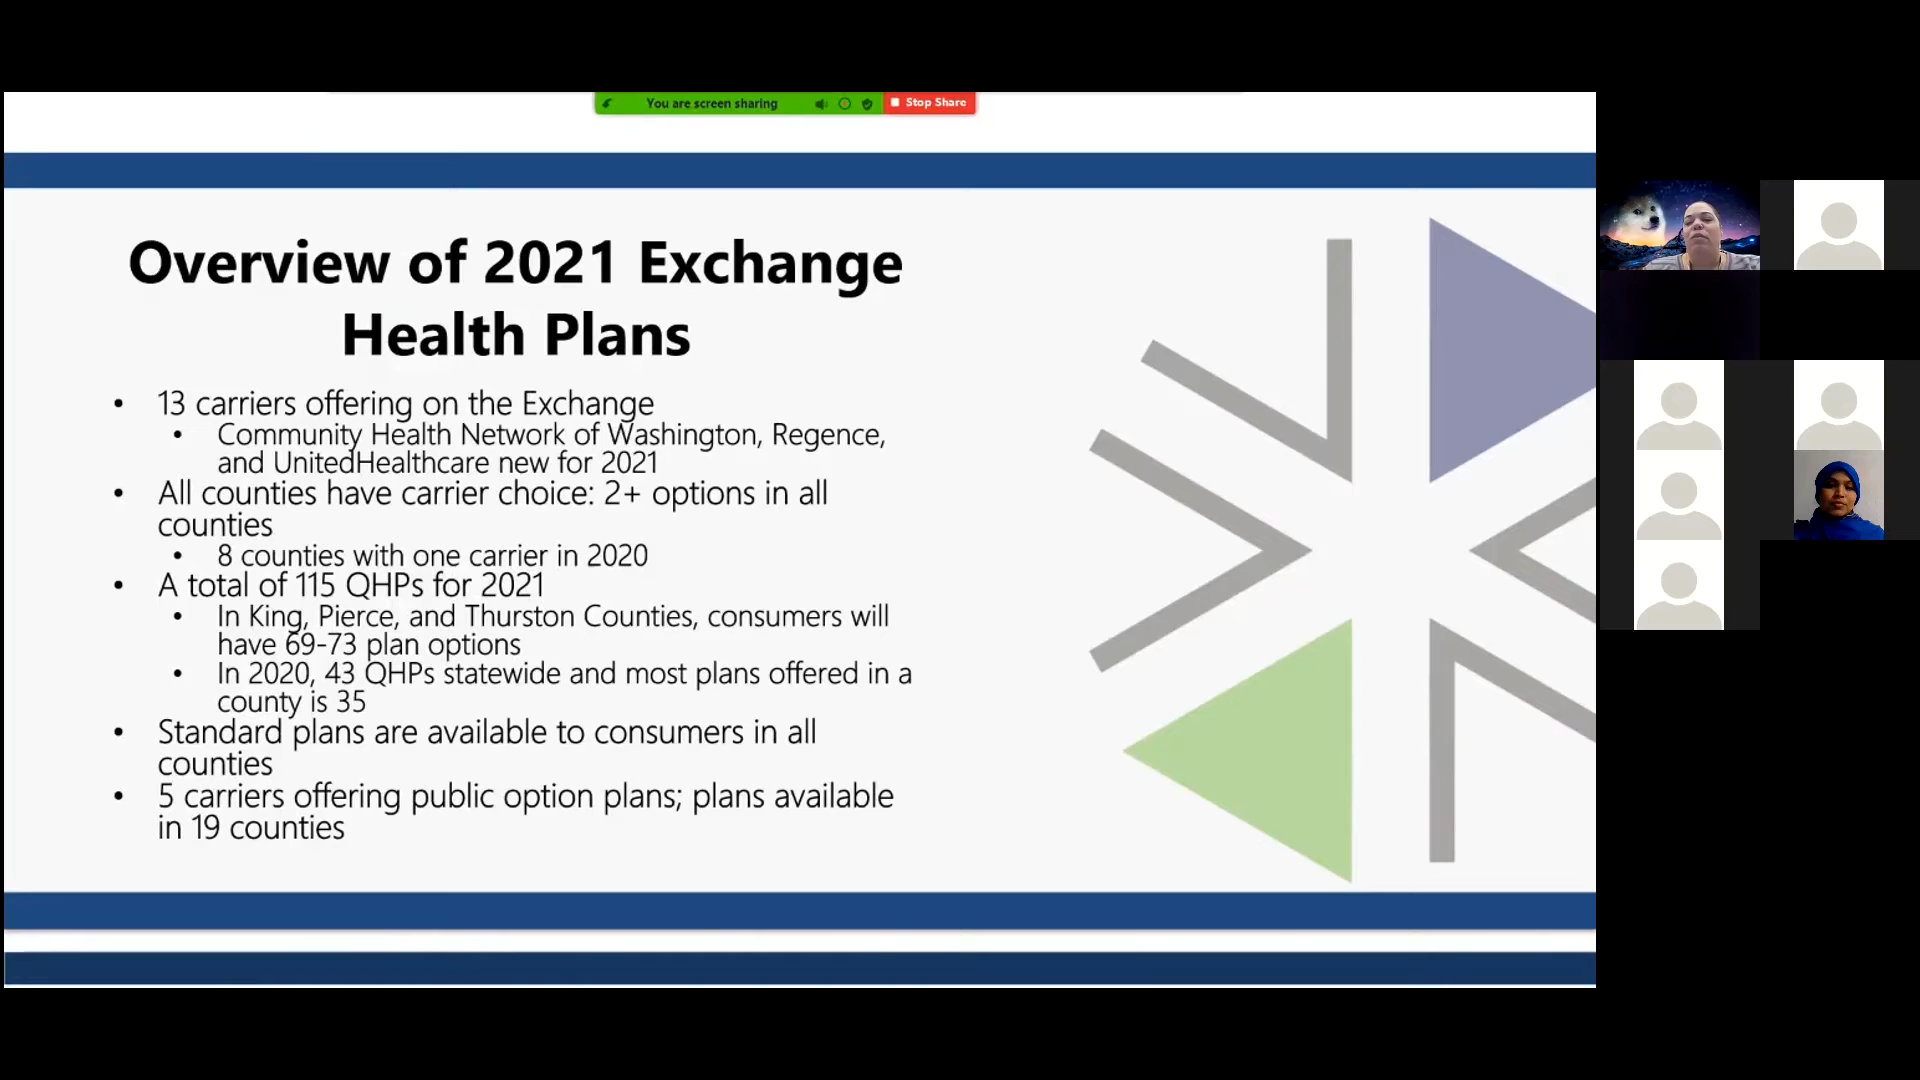 You are screen sharing
Stop Share
Overview of 2021 Exchange
Health Plans
• 13 carriers offering on the Exchange
• Community Health Network of Washington, Regence,
and UnitedHealthcare new for 2021
• All counties have carrier choice: 2+ options in all
counties
• 8 counties with one carrier in 2020
• A total of 115 QHPs for 2021
• In King, Pierce, and Thurston Counties, consumers will
have 69-73 plan options
• In 2020, 43 QHPs statewide and most plans offered in a
county is 35
• Standard plans are available to consumers in all
counties
• 5 carriers offering public option plans; plans available
in 19 counties